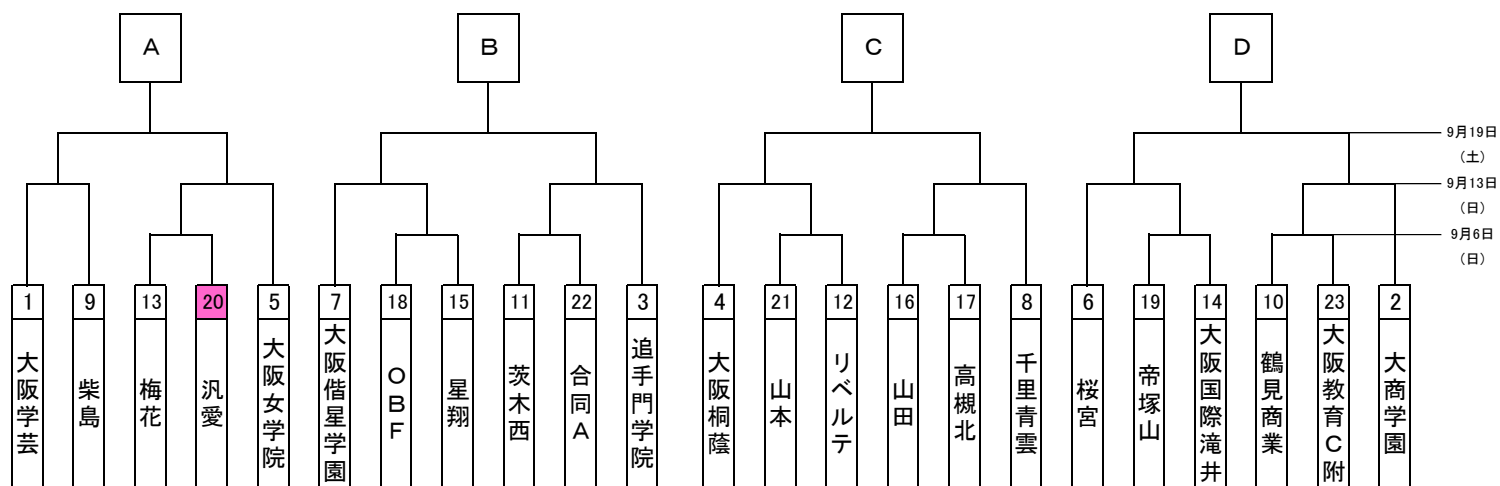 A
B
C
D
9月19日
（土）
9月13日
（日）
9月6日
（日）
1
9
13
20
5
7
18
15
11
22
3
4
21
12
16
17
8
6
19
14
10
23
2
大阪学芸
柴島
梅花
汎愛
大阪女学院
大阪偕星学園
OBF
星翔
茨木西
合同A
追手門学院
大阪桐蔭
山本
リベルテ
山田
高槻北
千里青雲
桜宮
帝塚山
大阪国際滝井
鶴見商業
大阪教育C附
大商学園